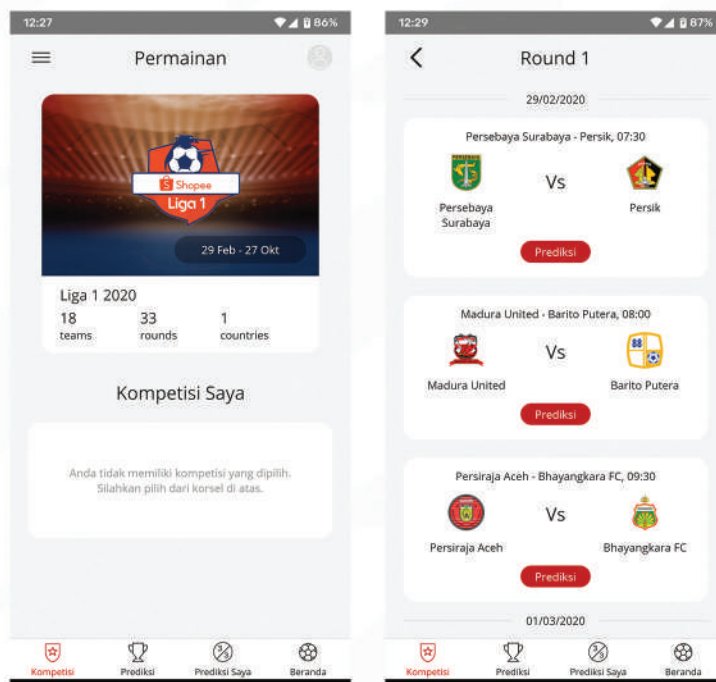 12:27
86%
Permainan
Shopee
Liga 1
29 Feb - 27 Okt
Liga 1 2020
18 33 1
teams rounds countries
Kompetisi Saya
Anda tidak memiliki kompetisi yang dipilih.
Silahkan pilih dari korsel di atas.
Kompetisi Prediksi Prediksi Saya Beranda
12:29
87%
Round 1
29/02/2020
Persebaya Surabaya - Persik, 07:30
Vs
Persebaya
Surabaya
Persik
Prediksi
Madura United - Barito Putera, 08:00
Vs
Madura United
Barito Putera
Prediksi
Persiraja Aceh - Bhayangkara FC, 09:30
Vs
Persiraja Aceh
Bhayangkara FC
Prediksi
01/03/2020
Kompetisi Prediksi Prediksi Saya Beranda